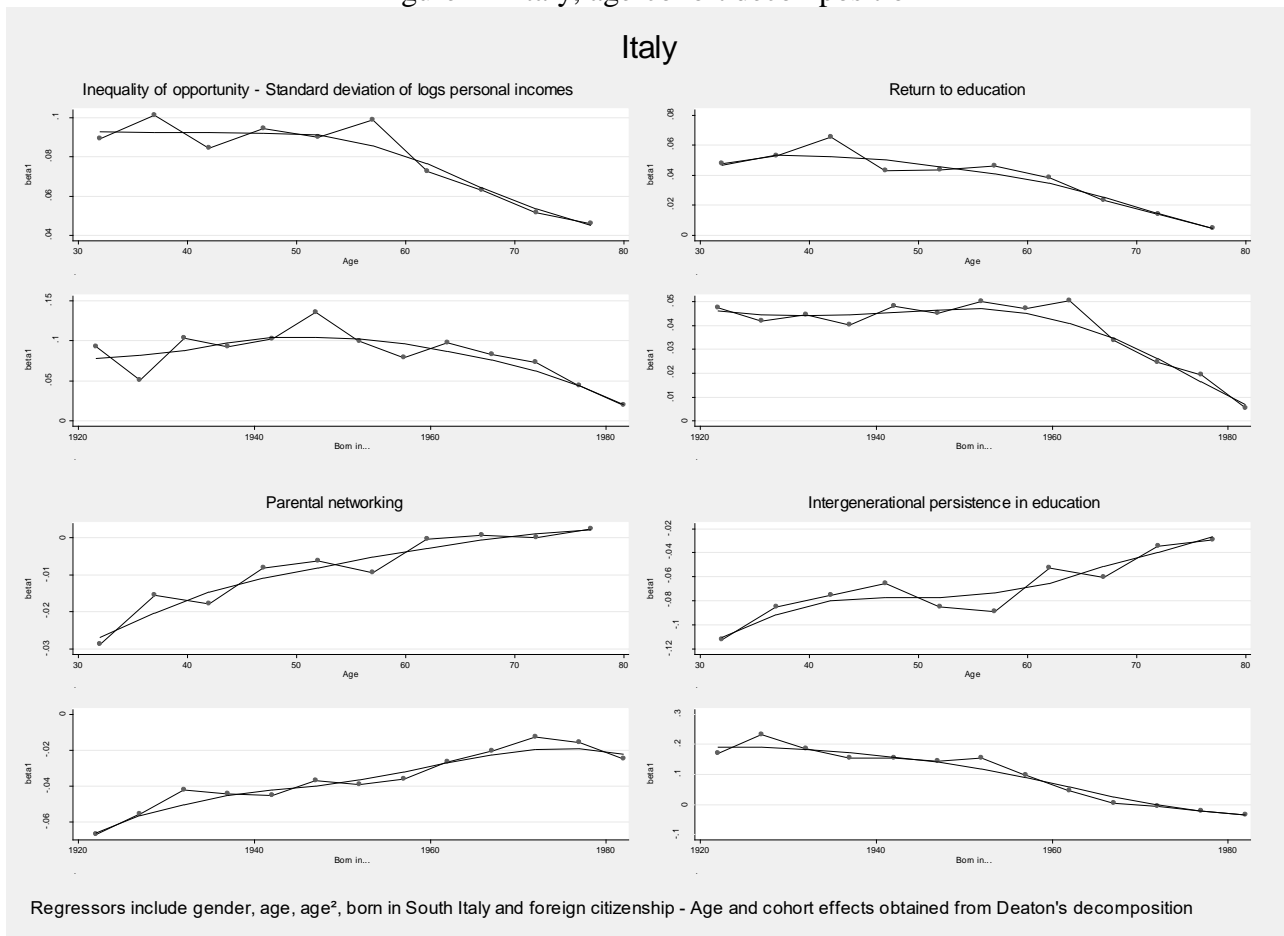 Italy, age cohort decomposition
Italy
Inequality of opportunity - Standard deviation of logs personal incomes
beta1
.04 .06 .08 .1
30 40 50 60 70 80
Age
beta1
0 .05 .1 .15
1920 1940 1960 1980
Born in...
Return to education
beta1
0 .02 .04 .06 .08
30 40 50 60 70 80
Age
beta1
0 .01 .02 .03 .04 .05
1920 1940 1960 1980
Born in...
Parental networking
beta1
-.03 -.02 -.01 0
30 40 50 60 70 80
Age
beta1
-.06 -.04 -.02 0
1920 1940 1960 1980
Born in...
Intergenerational persistence in education
beta1
-.12 -.1 -.08 -.06 -.04 -.02
30 40 50 60 70 80
Age
beta1
-.1 0 .1 .2 .3
1920 1940 1960 1980
Born in...
Regressors include gender, age, age², born in South Italy and foreign citizenship - Age and cohort effects obtained from Deaton's decomposition